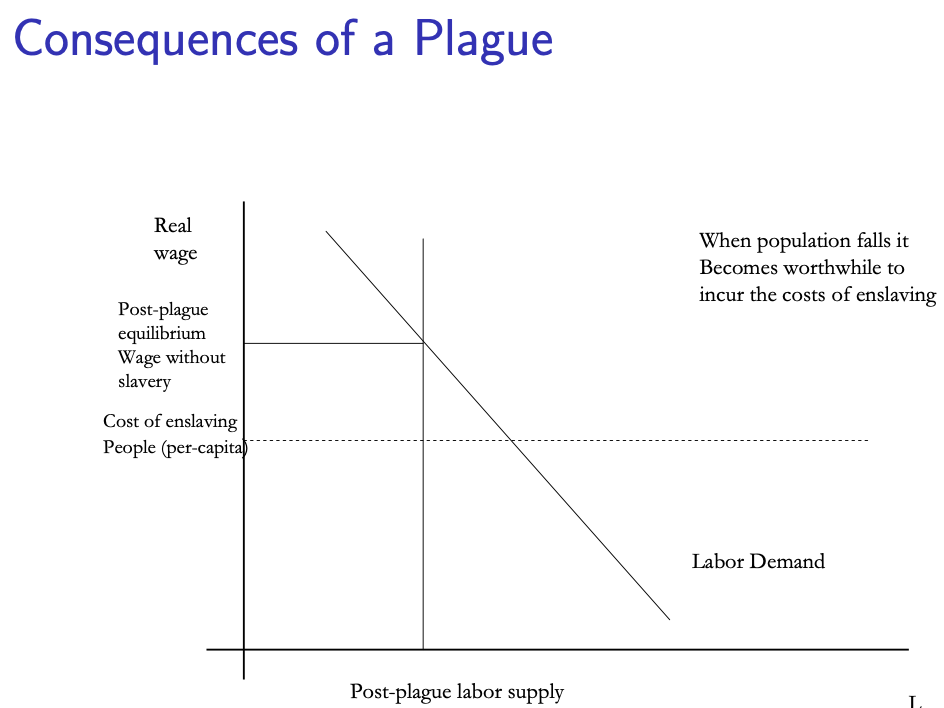 Consequences of a Plague
Real
wage
When population falls it
Becomes worthwhile to
incur the costs of enslaving
Post-plague
equilibrium
Wage without
slavery
Cost of enslaving
People (per-capita)
Labor Demand
Post-plague labor supply
L